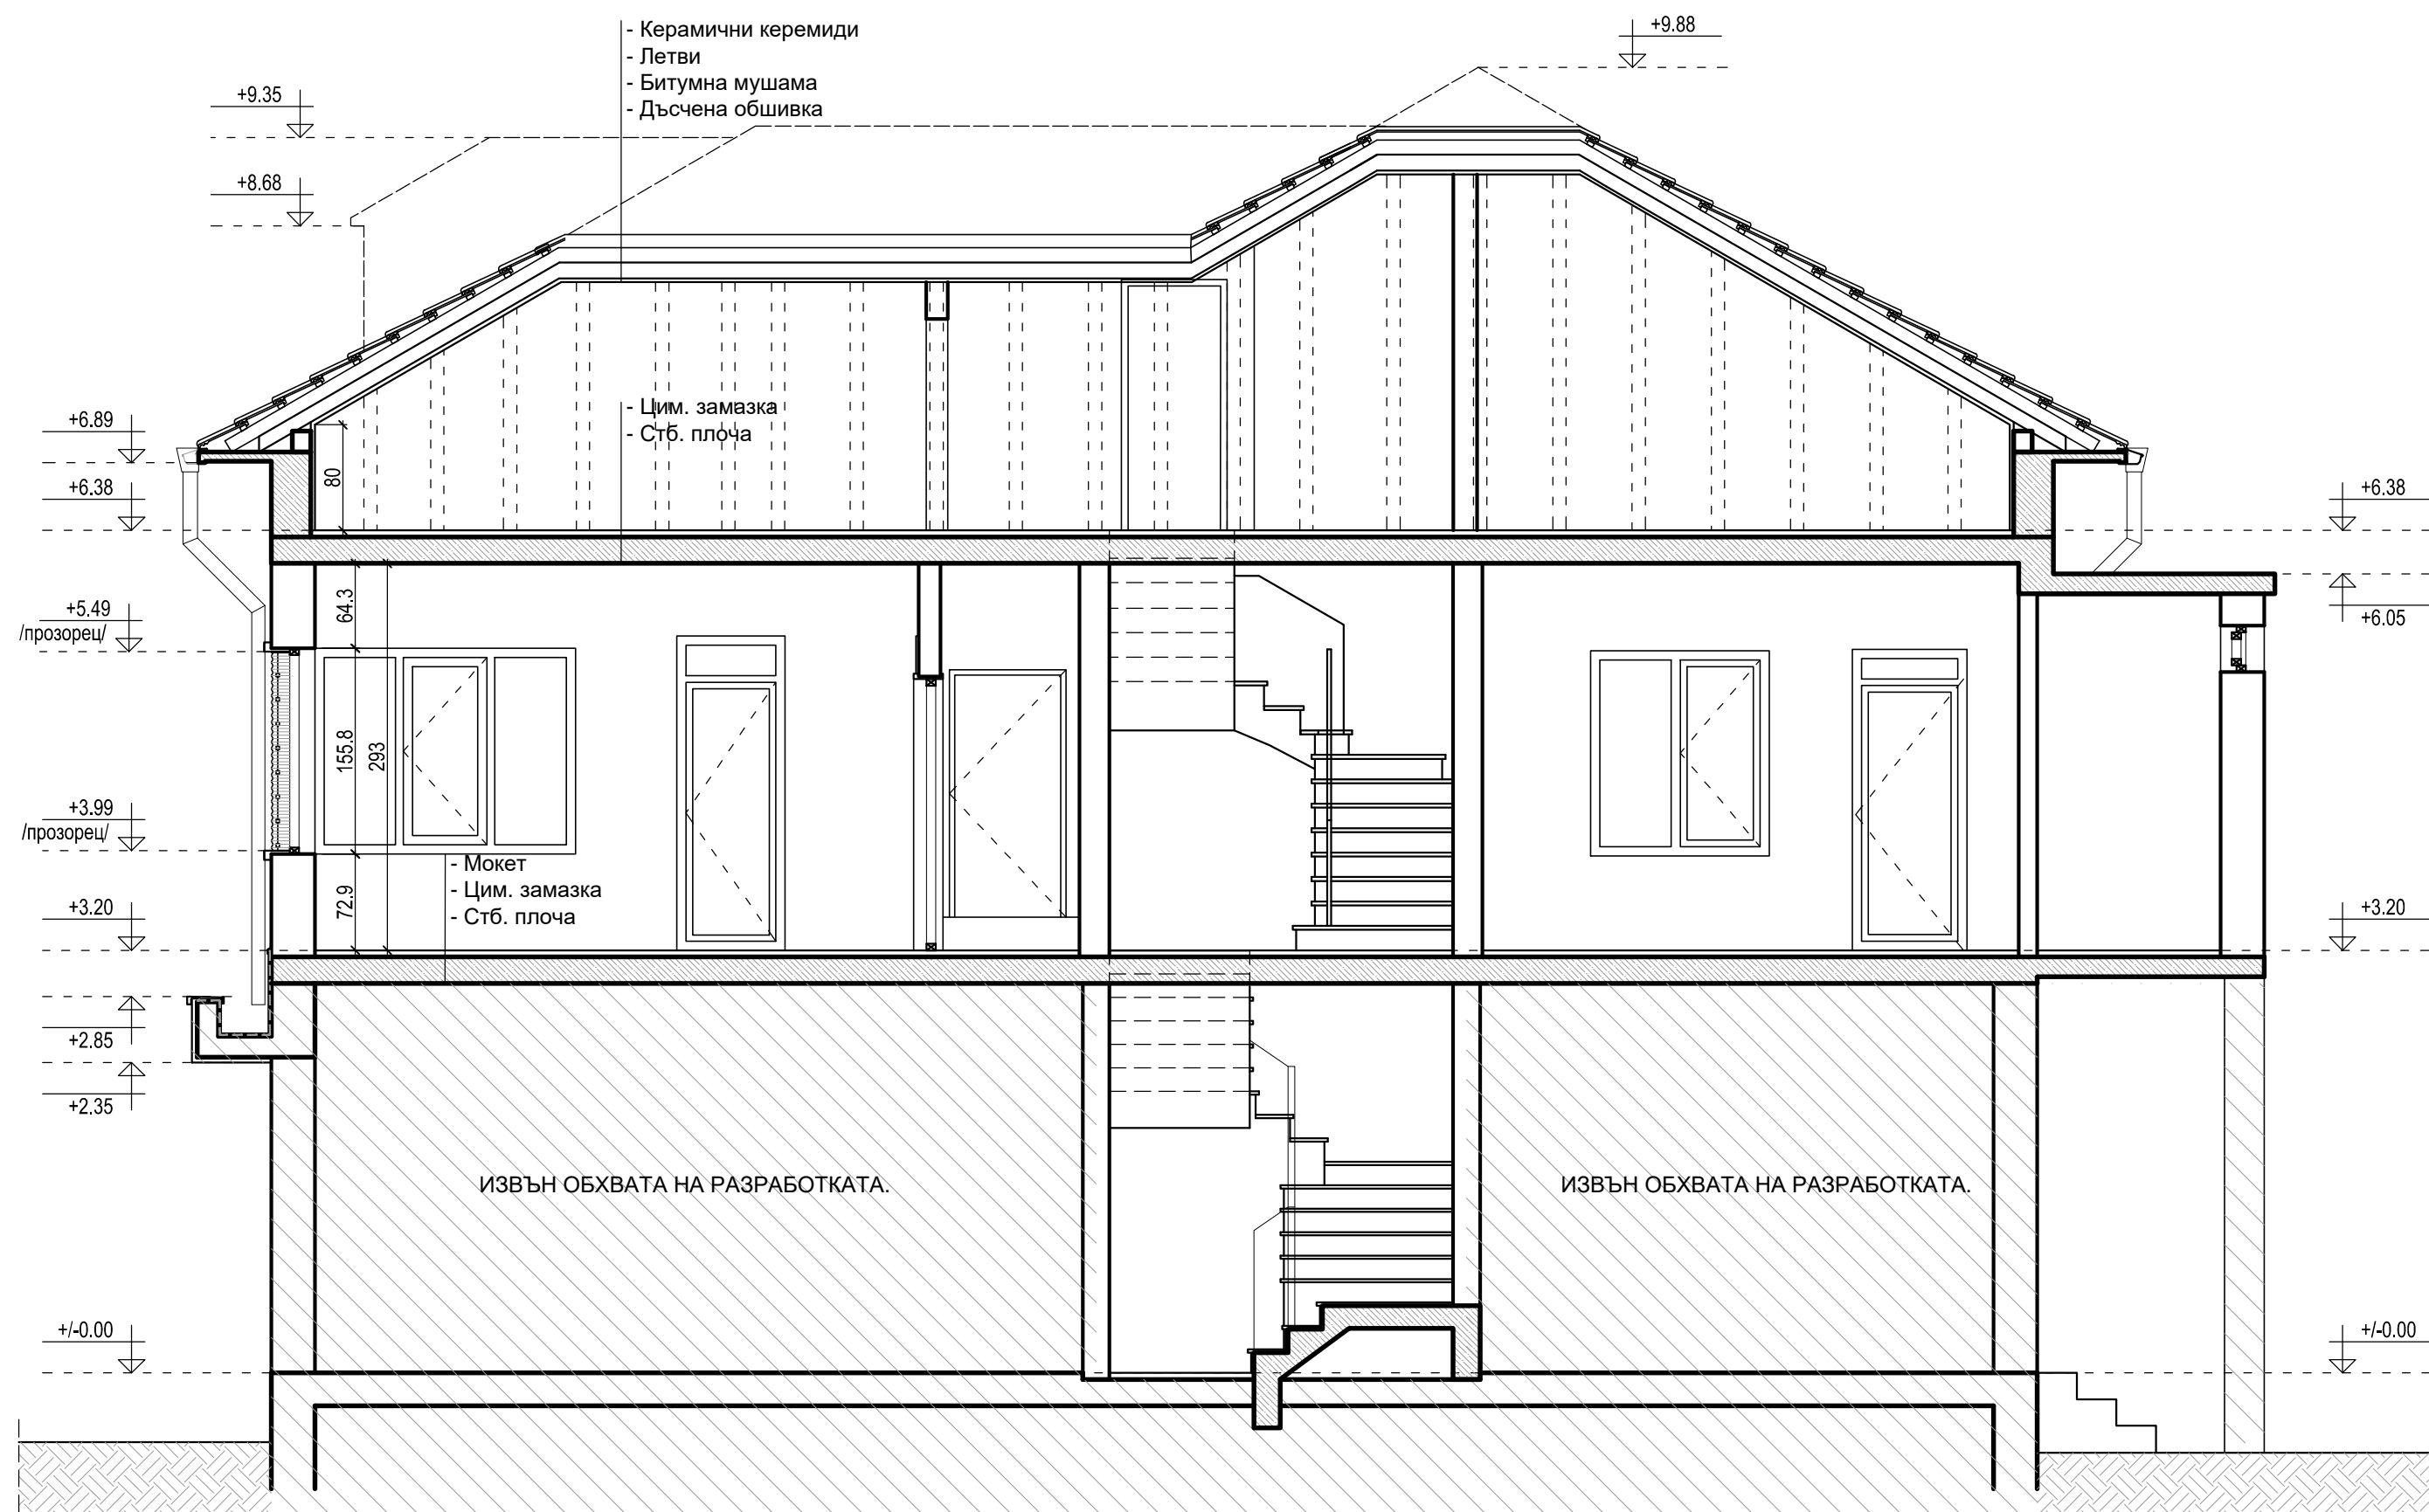 - Керамични керемиди
- Летви
- Битумна мушама
- Дъсчена обшивка
+9.88
+9.35
+8.68
- Цим. замазка
- Стб. плоча
+6.89
80
+6.38
+6.38
64.3
+5.49
/прозорец/
+6.05
155.8
293
+3.99
/прозорец/
- Мокет
- Цим. замазка
- Стб. плоча
72.9
+3.20
+3.20
+2.85
+2.35
ИЗВЪН ОБХВАТА НА РАЗРАБОТКАТА.
ИЗВЪН ОБХВАТА НА РАЗРАБОТКАТА.
+/-0.00
+/-0.00